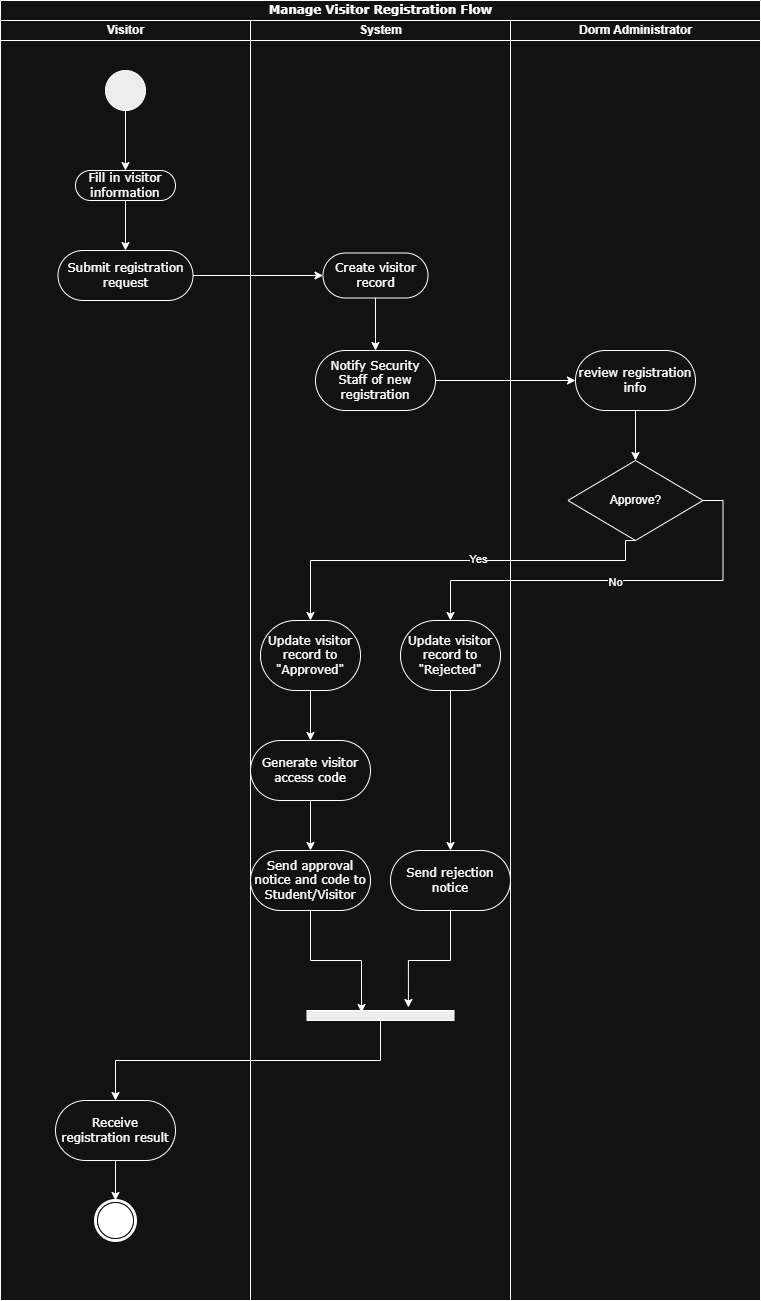 Manage Visitor Registration Flow
Visitor
System
Dorm Administrator
Fill in visitor
information
Submit registration
request
Create visitor
record
Notify Security
Staff of new
registration
review registration
info
Approve?
Yes
No
Update visitor
record to
"Approved"
Update visitor
record to
"Rejected"
Generate visitor
access code
Send approval
notice and code to
Student/Visitor
Send rejection
notice
Receive
registration result